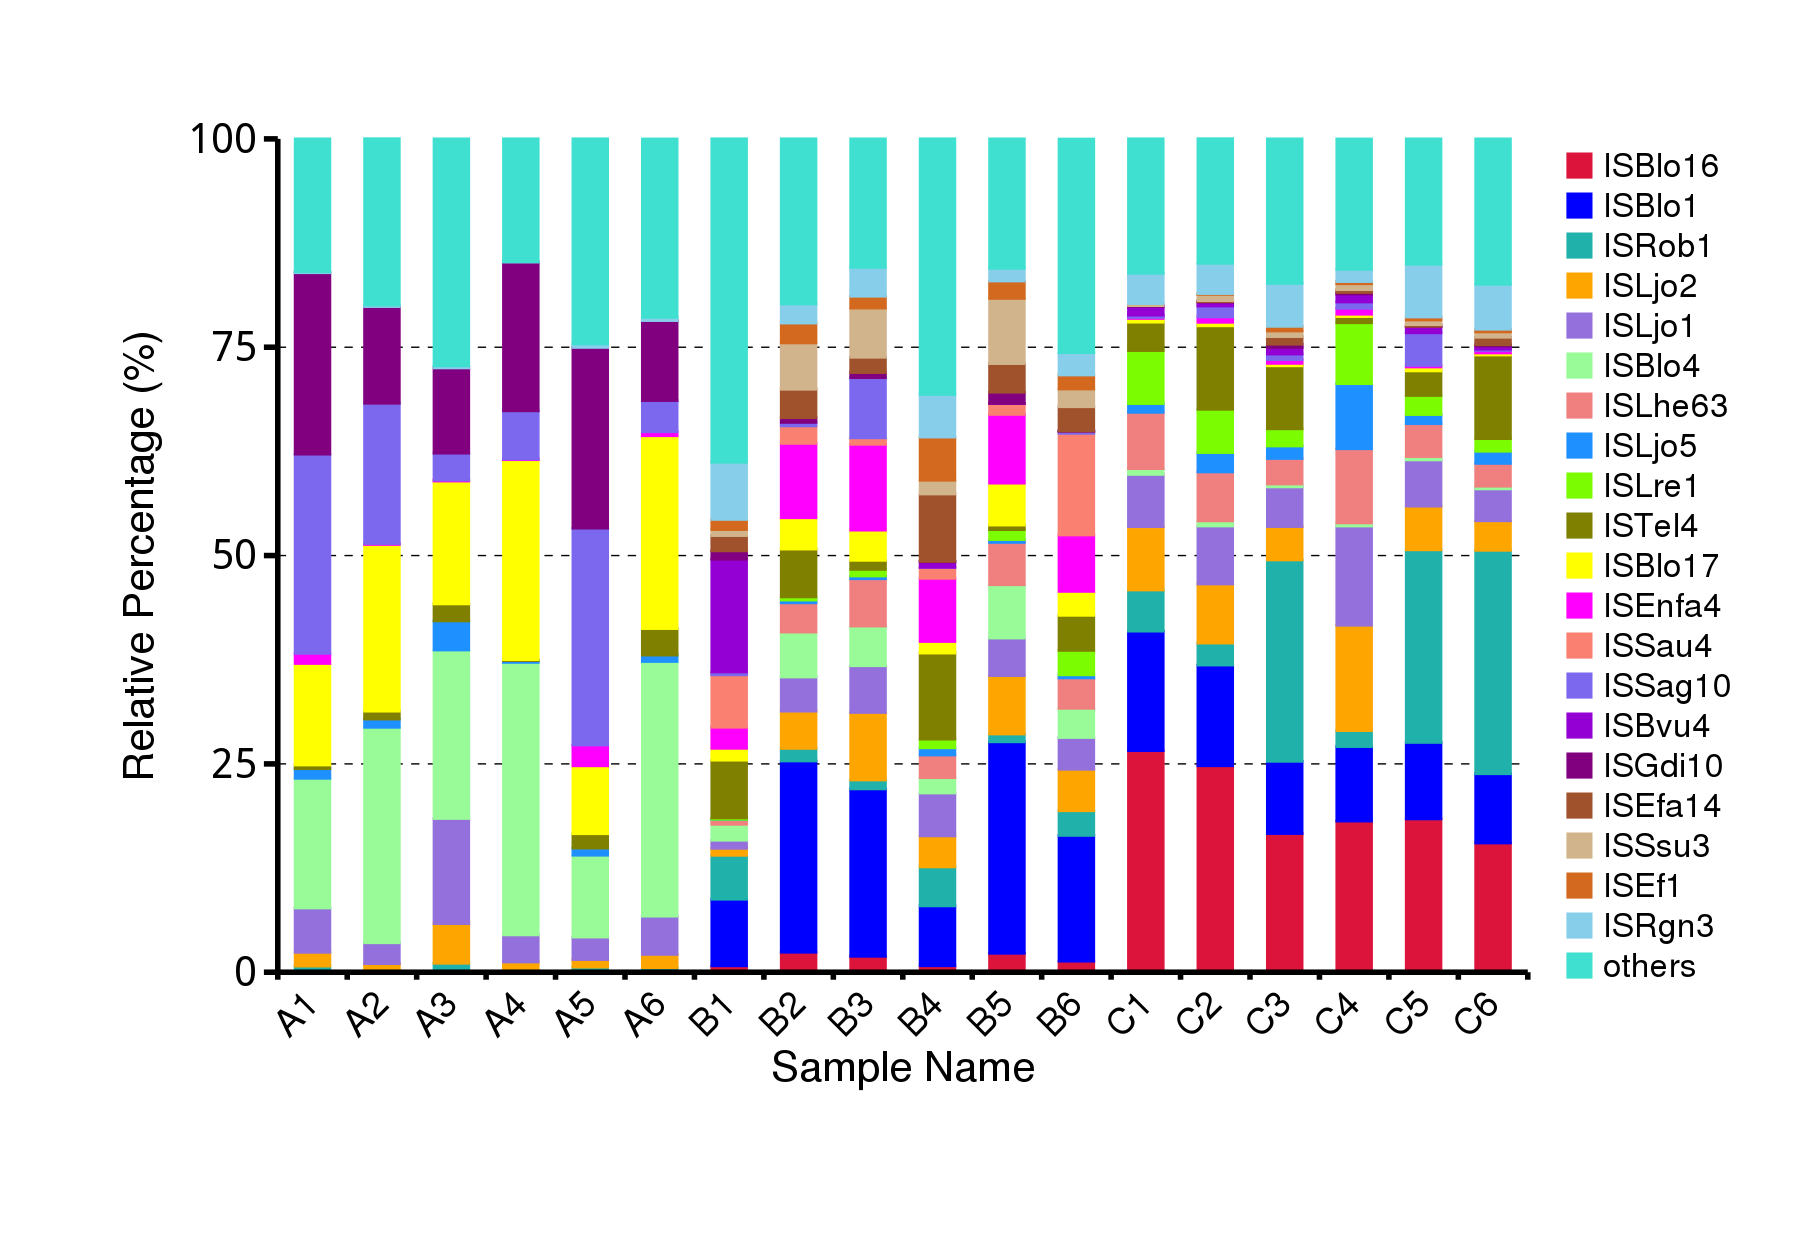 100
75
50
25
0
Relative Percentage (%)
A1 A2 A3 A4 A5 A6 B1 B2 B3 B4 B5 B6 C1 C2 C3 C4 C5 C6
Sample Name
ISBlo16
ISBlo1
ISRob1
ISLjo2
ISLjo1
ISBlo4
ISLhe63
ISLjo5
ISLre1
ISTel4
ISBlo17
ISEnfa4
ISSau4
ISSag10
ISBvu4
ISGdi10
ISEfa14
ISSsu3
ISEf1
ISRgn3
others